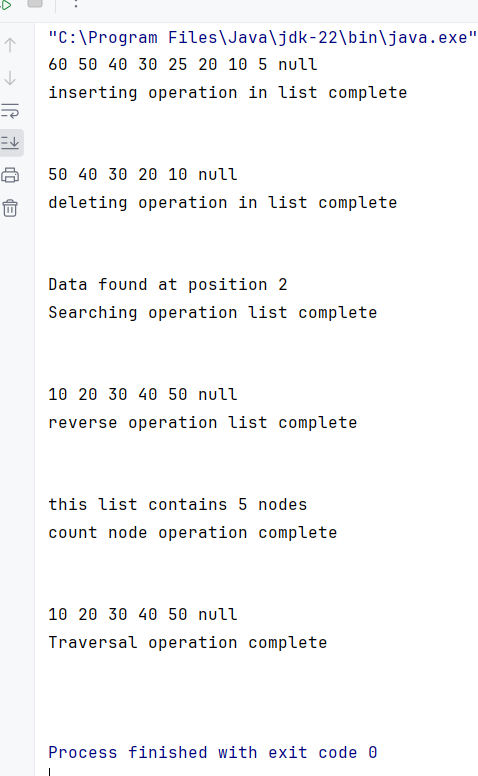 "C:\Program Files\Java\jdk-22\bin\java.exe"
60 50 40 30 25 20 10 5 null
inserting operation in list complete
50 40 30 20 10 null
deleting operation in list complete
Data found at position 2
Searching operation list complete
10 20 30 40 50 null
reverse operation list complete
this list contains 5 nodes
count node operation complete
10 20 30 40 50 null
Traversal operation complete
Process finished with exit code 0